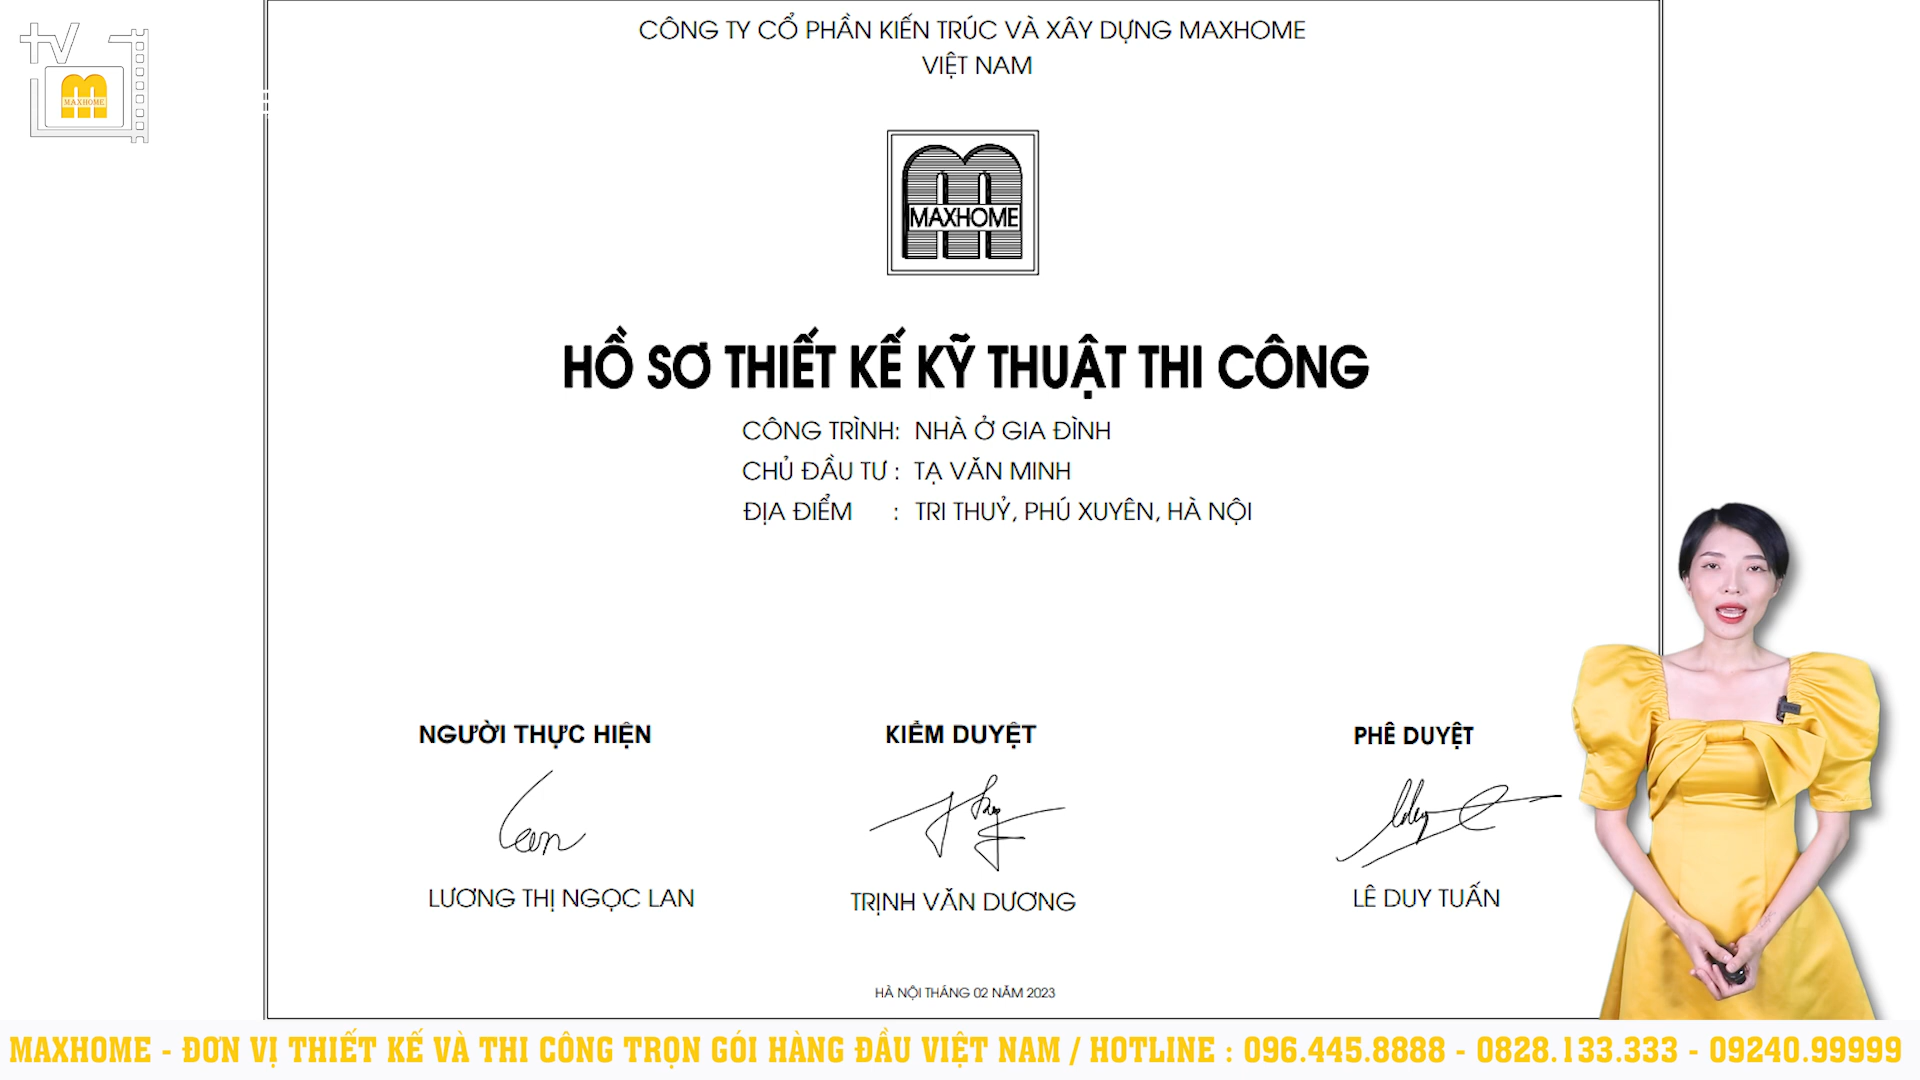 CÔNG TY CỔ PHẦN KIẾN TRÚC VÀ XÂY DỰNG MAXHOME
VIỆT NAM
tv
MAXHOME
MAXHOME
HỒ SƠ THIẾT KẾ KỸ THUẬT THI CÔNG
CÔNG TRÌNH: NHÀ Ở GIA ĐÌNH
CHỦ ĐẦU TƯ : TẠ VĂN MINH
ĐỊA ĐIỂM : TRI THUỶ, PHÚ XUYÊN, HÀ NỘI
NGƯỜI THỰC HIỆN KIỂM DUYỆT PHÊ DUYỆT
LƯƠNG THỊ NGỌC LAN TRỊNH VĂN DƯƠNG LÊ DUY TUẤN
HÀ NỘI THÁNG 02 NĂM 2023
MAXHOME - ĐƠN VỊ THIẾT KẾ VÀ THI CÔNG TRỌN GÓI HÀNG ĐẦU VIỆT NAM / HOTLINE : 096.445.8888 - 0828.133.333 - 09240.99999